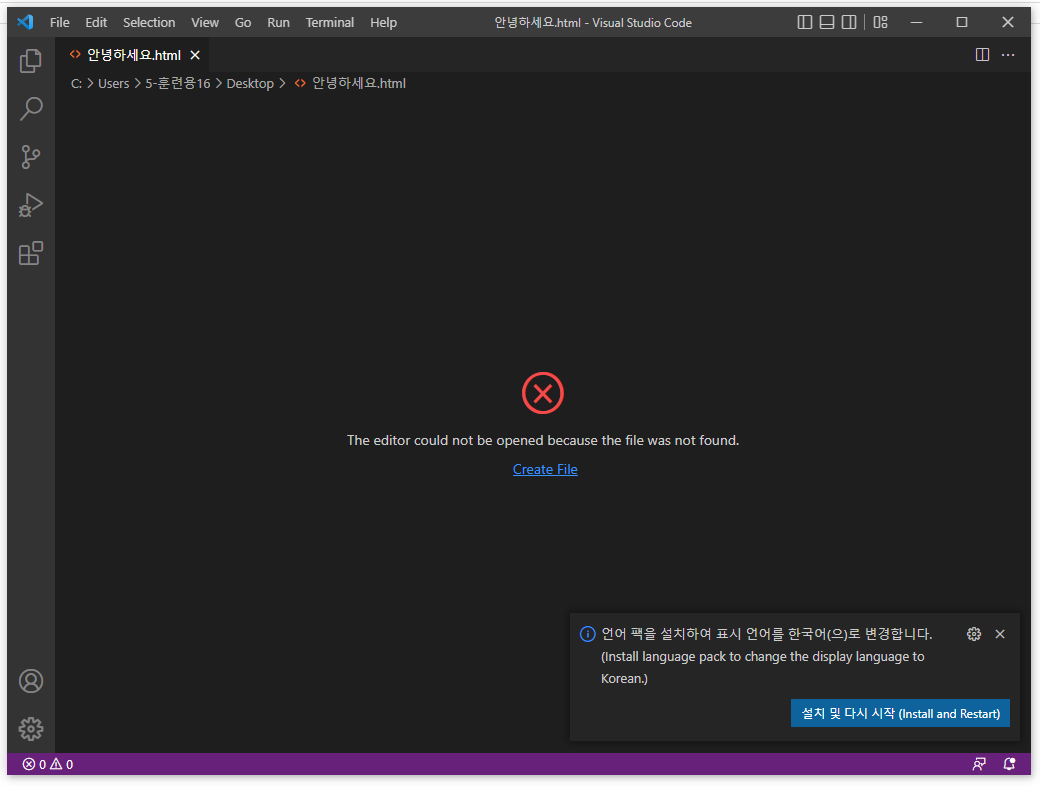 File Edit Selection View Go Run Terminal Help 안녕하세요.html - Visual Studio Code
안녕하세요.html
C: > Users > 5-훈련용16 > Desktop > 안녕하세요.html
The editor could not be opened because the file was not found.
Create File
언어 팩을 설치하여 표시 언어를 한국어(으)로 변경합니다.
(Install language pack to change the display language to
Korean.)
설치 및 다시 시작 (Install and Restart)
0 0